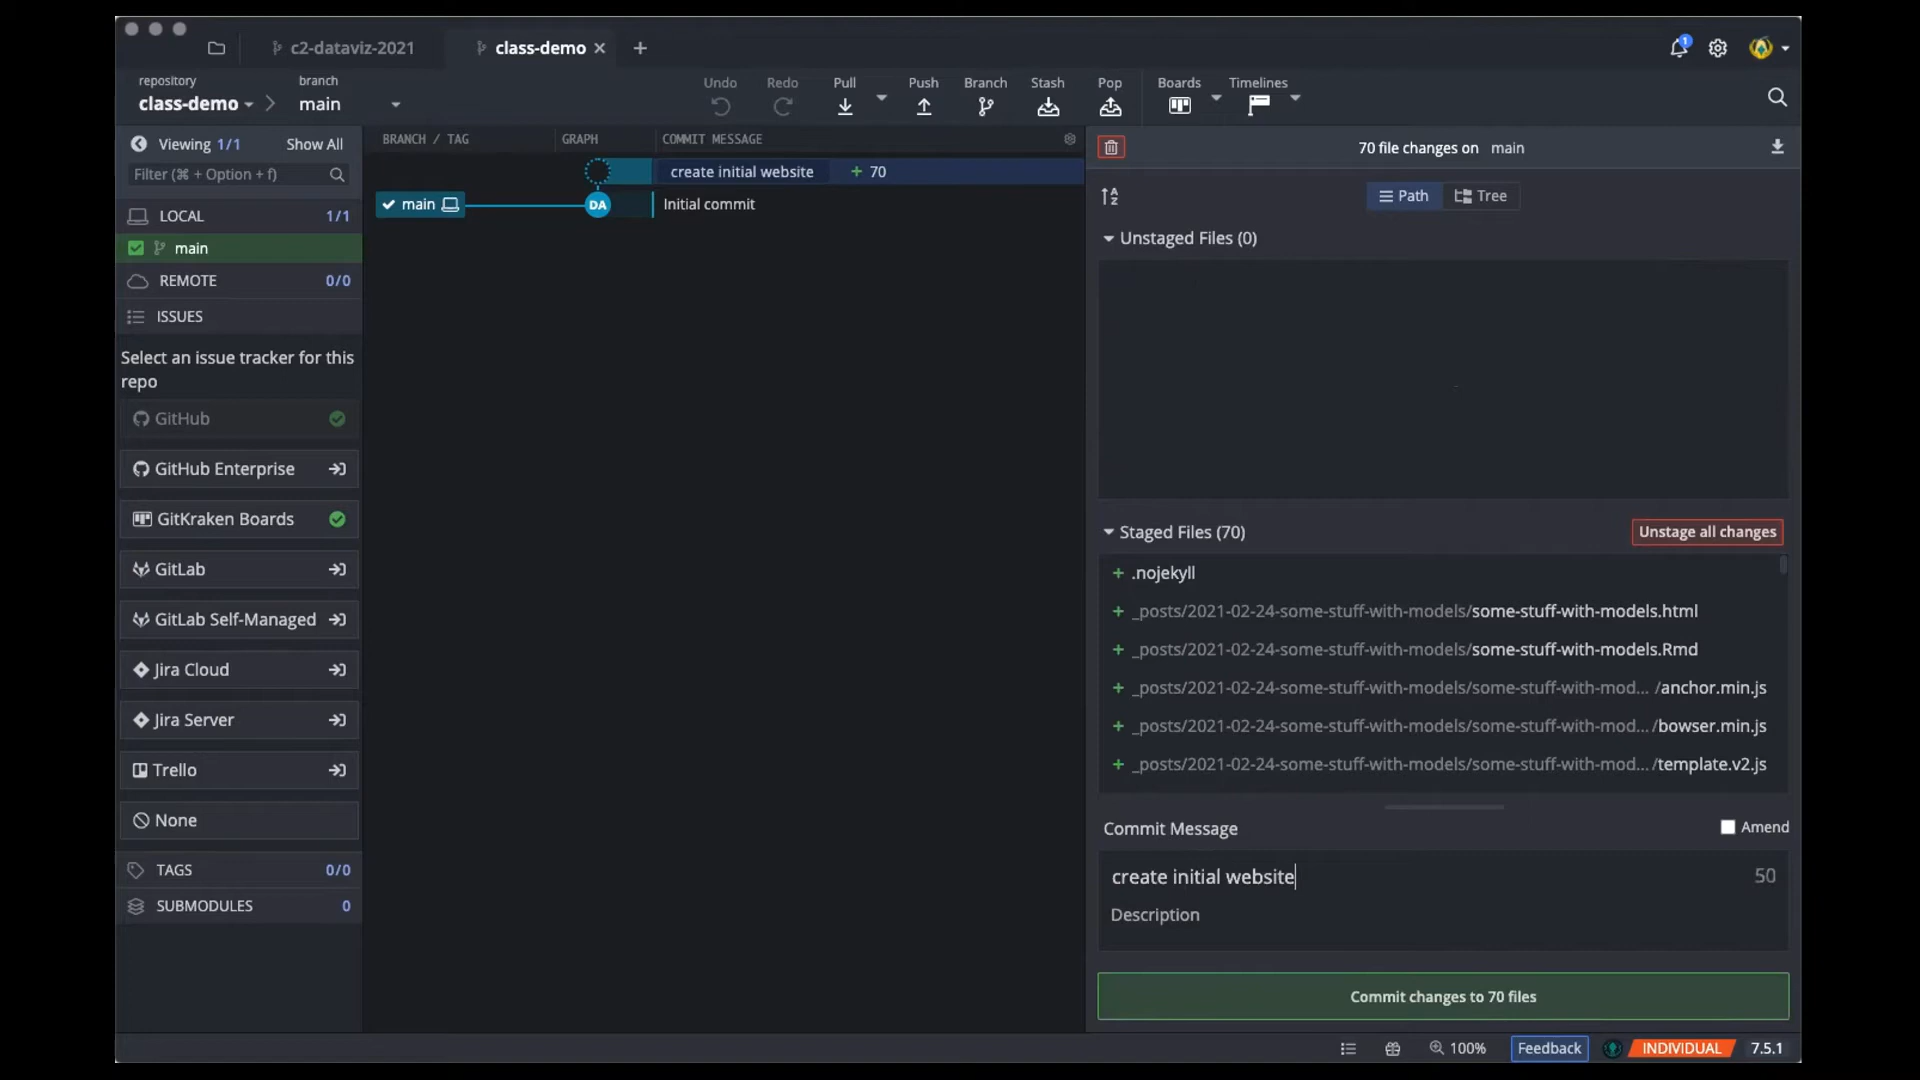 c2-dataviz-2021
class-demo
1
repository
class-demo
branch
main
Undo
Redo
Pull
Push
Branch
Stash
Pop
Boards
Timelines
Viewing 1/1
Show All
Filter (⌘ + Option + f)
LOCAL 1/1
main
REMOTE 0/0
ISSUES
Select an issue tracker for this
repo
GitHub
GitHub Enterprise
GitKraken Boards
GitLab
GitLab Self-Managed
Jira Cloud
Jira Server
Trello
None
TAGS 0/0
SUBMODULES 0
BRANCH / TAG
GRAPH
COMMIT MESSAGE
create initial website + 70
main DA Initial commit
70 file changes on main
Path
Tree
Unstaged Files (0)
Staged Files (70)
Unstage all changes
+ .nojekyll
+ _posts/2021-02-24-some-stuff-with-models/some-stuff-with-models.html
+ _posts/2021-02-24-some-stuff-with-models/some-stuff-with-models.Rmd
+ _posts/2021-02-24-some-stuff-with-models/some-stuff-with-mod... /anchor.min.js
+ _posts/2021-02-24-some-stuff-with-models/some-stuff-with-mod... /bowser.min.js
+ _posts/2021-02-24-some-stuff-with-models/some-stuff-with-mod... /template.v2.js
Commit Message
Amend
create initial website
50
Description
Commit changes to 70 files
100%
Feedback
INDIVIDUAL
7.5.1